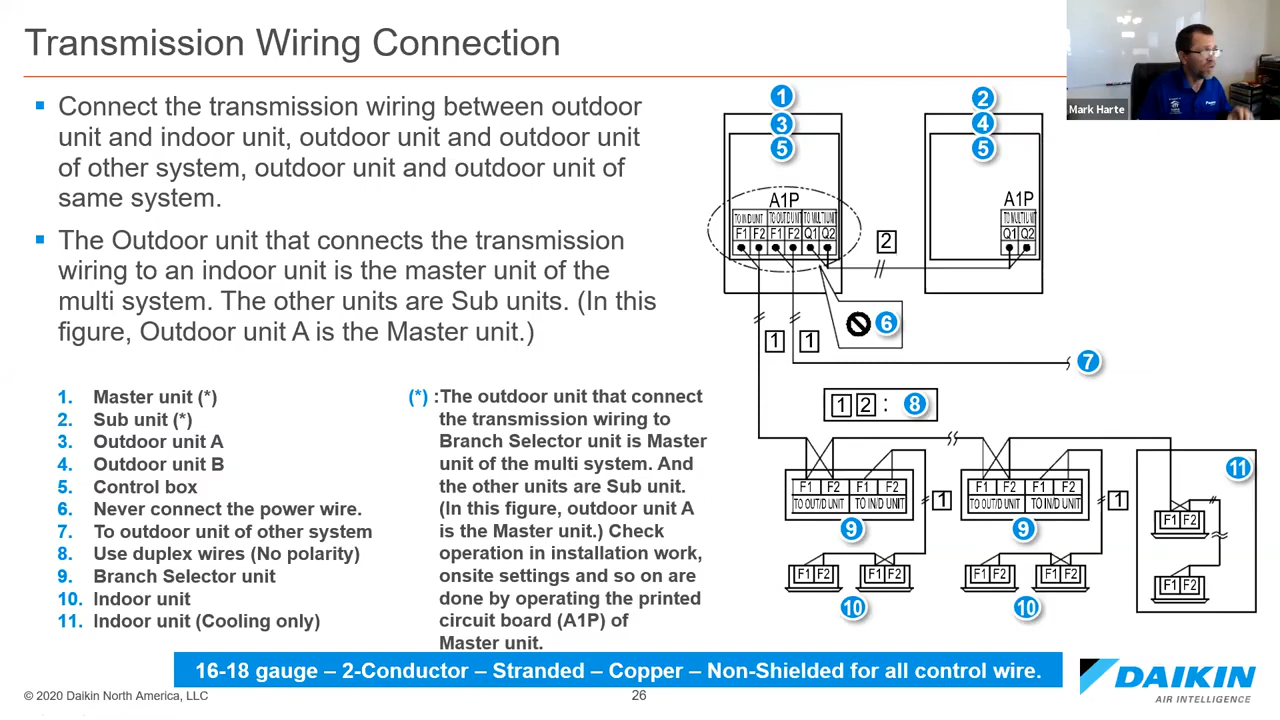 Transmission Wiring Connection
Mark Harte
Connect the transmission wiring between outdoor
unit and indoor unit, outdoor unit and outdoor unit
of other system, outdoor unit and outdoor unit of
same system.
The Outdoor unit that connects the transmission
wiring to an indoor unit is the master unit of the
multi system. The other units are Sub units. (In this
figure, Outdoor unit A is the Master unit.)
1. Master unit (*)
2. Sub unit (*)
3. Outdoor unit A
4. Outdoor unit B
5. Control box
6. Never connect the power wire.
7. To outdoor unit of other system
8. Use duplex wires (No polarity)
9. Branch Selector unit
10. Indoor unit
11. Indoor unit (Cooling only)
(*) :The outdoor unit that connect
the transmission wiring to
Branch Selector unit is Master
unit of the multi system. And
the other units are Sub unit.
(In this figure, outdoor unit A
is the Master unit.) Check
operation in installation work,
onsite settings and so on are
done by operating the printed
circuit board (A1P) of
Master unit.
1 2
3 4
5 5
A1P A1P
TO IN/D UNIT TO OUT/D UNIT TO MULTI UNIT TO MULTI UNIT
F1 F2 F1 F2 Q1 Q2 Q1 Q2
2
6
1 1
7
1 2 : 8
11
F1 F2 F1 F2 F1 F2 F1 F2
TO OUT/D UNIT TO IN/D UNIT TO OUT/D UNIT TO IN/D UNIT
1 1
F1 F2
9 9
F1 F2 F1 F2 F1 F2 F1 F2
F1 F2
10 10
16-18 gauge – 2-Conductor – Stranded – Copper – Non-Shielded for all control wire.
© 2020 Daikin North America, LLC
26
DAIKIN
AIR INTELLIGENCE